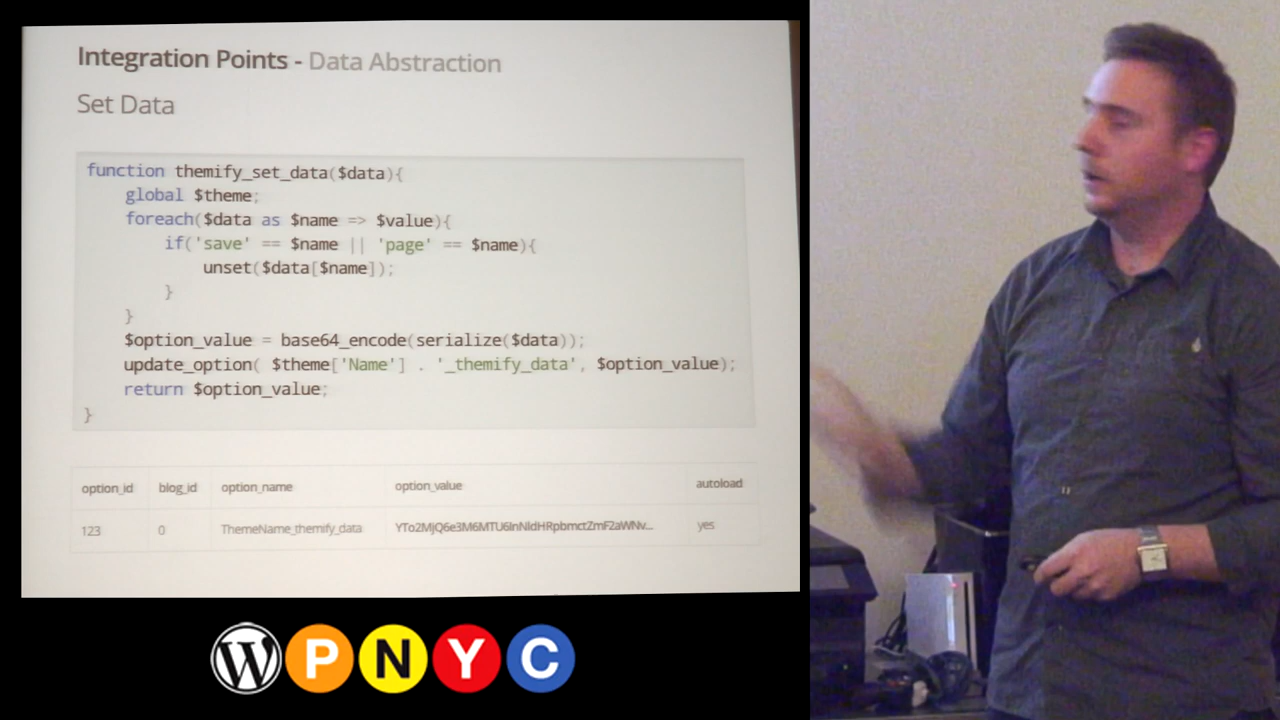 Integration Points - Data Abstraction
Set Data
function themify_set_data($data){
global $theme;
foreach($data as $name => $value){
if('save' == $name || 'page' == $name){
unset($data[$name]);
}
}
$option_value = base64_encode(serialize($data));
update_option( $theme['Name'] . '_themify_data', $option_value);
return $option_value;
}
option_id blog_id option_name option_value autoload
123 0 ThemeName_themify_data yes
W P N Y C